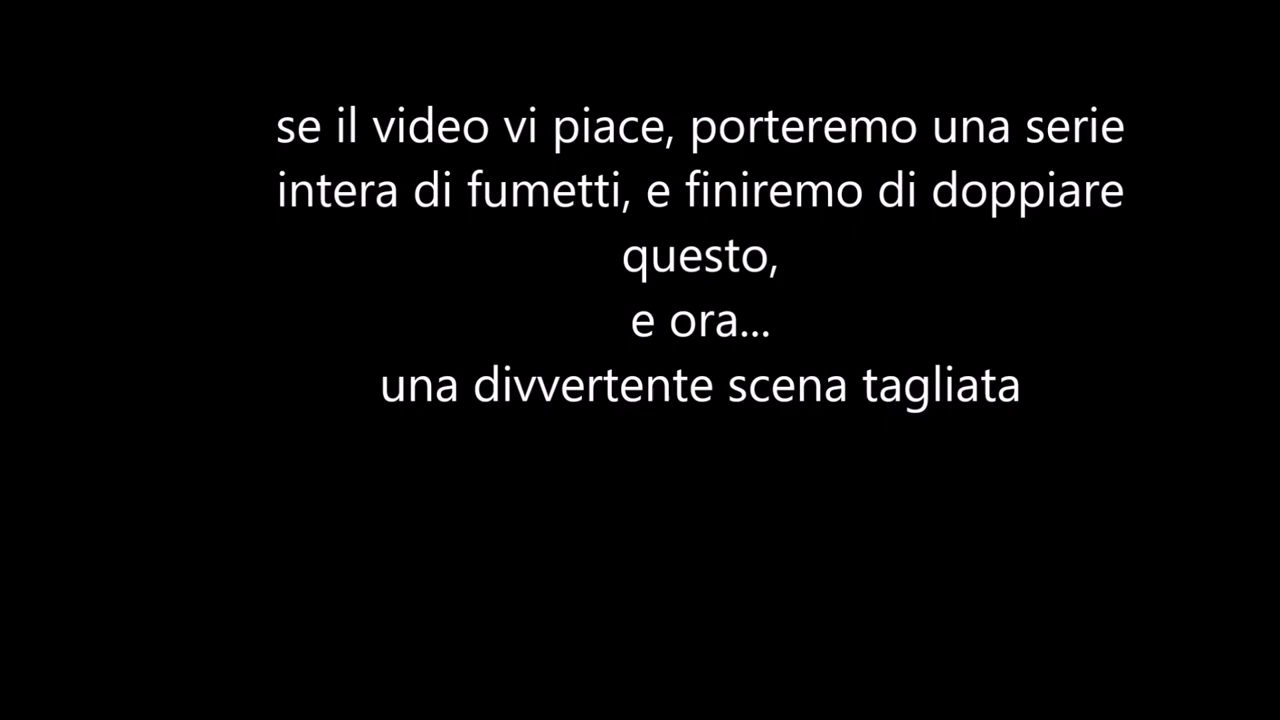 se il video vi piace, porteremo una serie
intera di fumetti, e finiremo di doppiare
questo,
e ora...
una divvertente scena tagliata